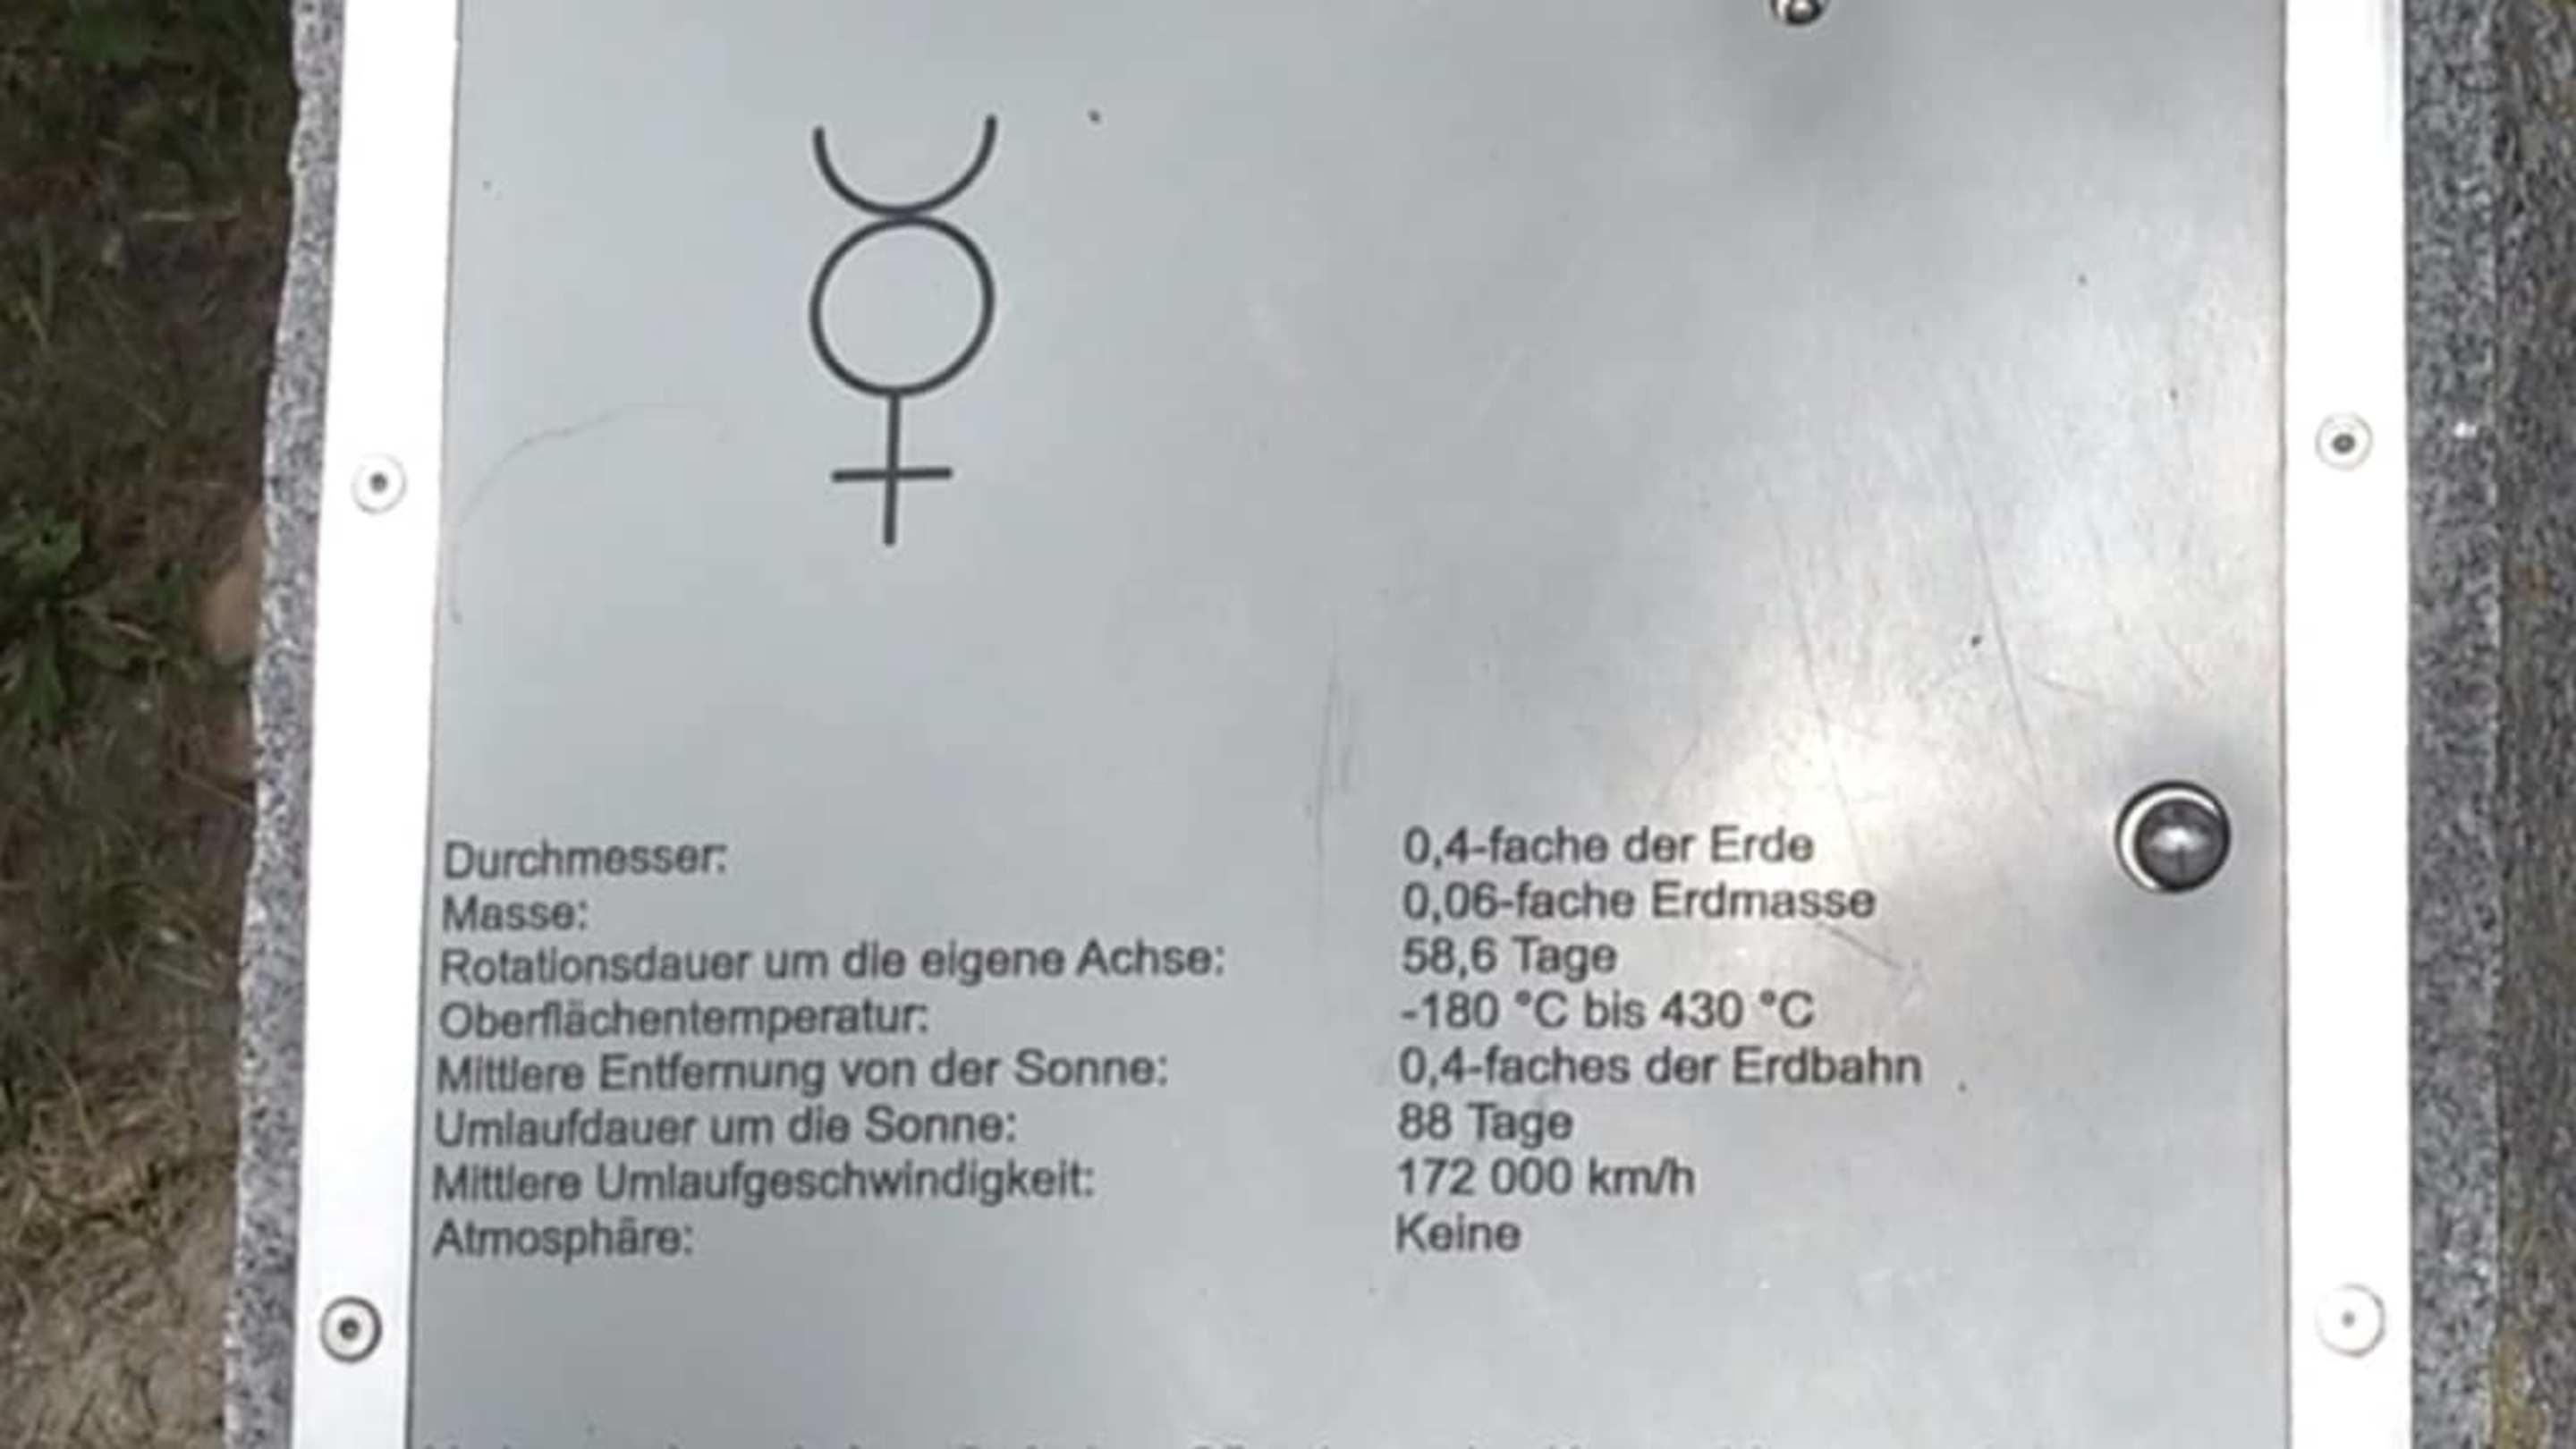 Durchmesser: 0,4-fache der Erde
Masse: 0,06-fache Erdmasse
Rotationsdauer um die eigene Achse: 58,6 Tage
Oberflächentemperatur: -180 °C bis 430 °C
Mittlere Entfernung von der Sonne: 0,4-faches der Erdbahn
Umlaufdauer um die Sonne: 88 Tage
Mittlere Umlaufgeschwindigkeit: 172 000 km/h
Atmosphäre: Keine